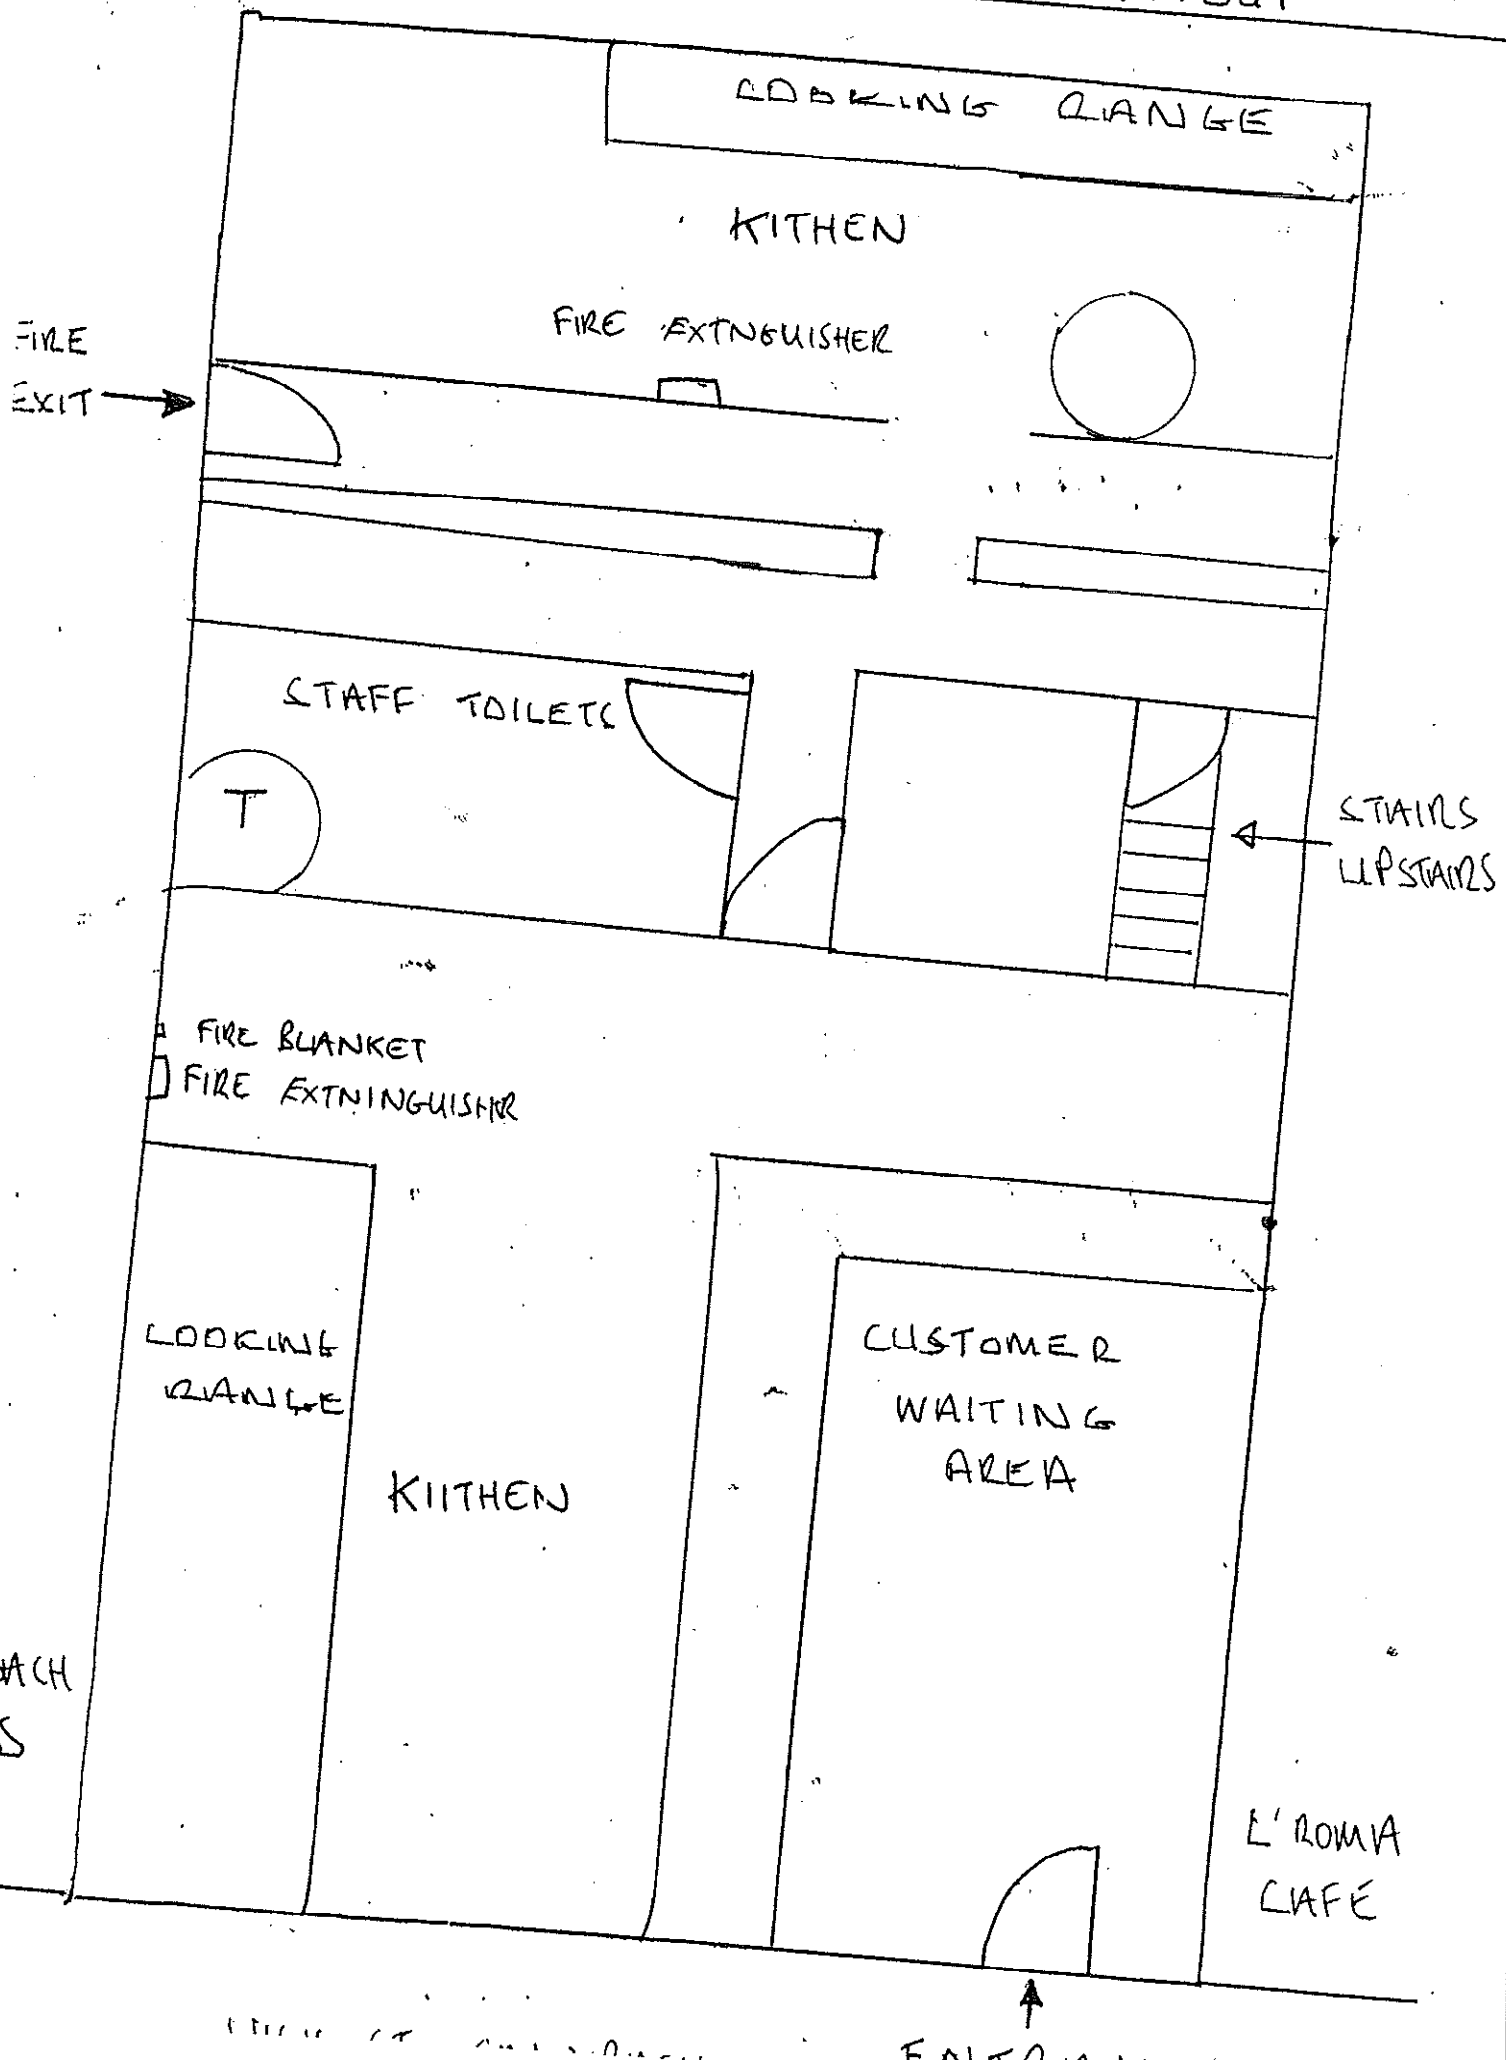 COOKING RANGE
KITHEN
FIRE EXTNGUISHER
FIRE
EXIT
STAFF TOILETS
T
STAIRS
UPSTAIRS
FIRE BLANKET
FIRE EXTNINGUISHR
COOKING
RANGE
CUSTOMER
WAITING
AREA
KIITHEN
L'ROMA
CAFE